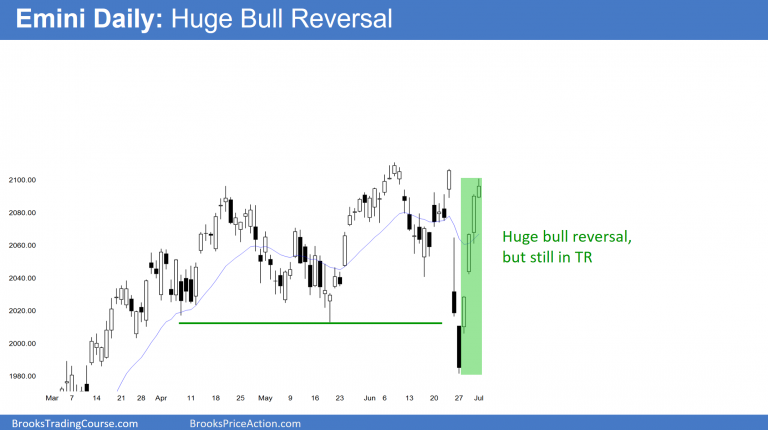 Emini Daily: Huge Bull Reversal
2100.00
2080.00
2060.00
2040.00
2020.00
2000.00
1980.00
Huge bull reversal,
but still in TR
Mar 7 14 21 28 Apr 11 18 25 May 9 16 23 Jun 6 13 20 27 Jul
BrooksTradingCourse.com BrooksPriceAction.com